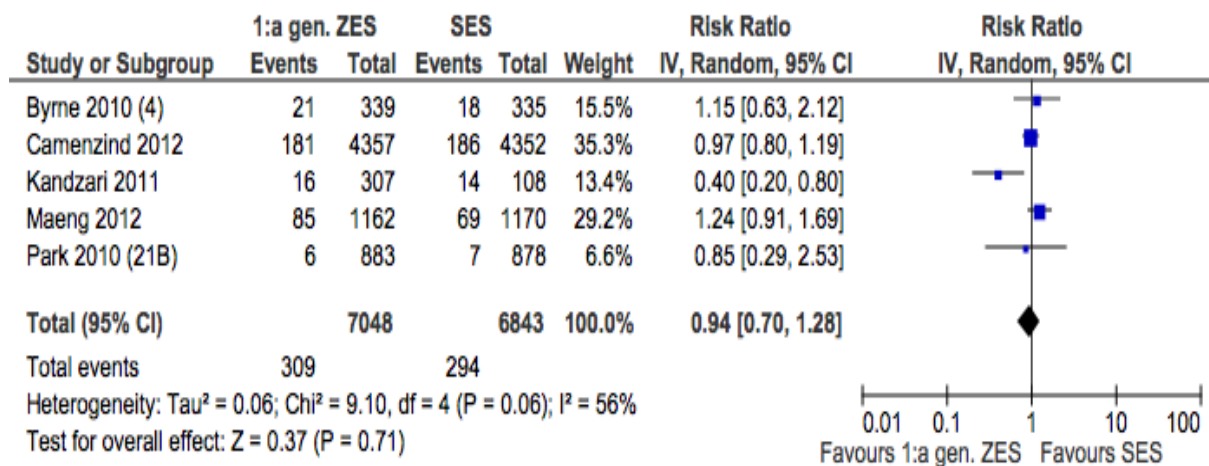 1:a gen. ZES SES Risk Ratio Risk Ratio
Study or Subgroup Events Total Events Total Weight IV, Random, 95% CI IV, Random, 95% CI
Byrne 2010 (4) 21 339 18 335 15.5% 1.15 [0.63, 2.12]
Camenzind 2012 181 4357 186 4352 35.3% 0.97 [0.80, 1.19]
Kandzari 2011 16 307 14 108 13.4% 0.40 [0.20, 0.80]
Maeng 2012 85 1162 69 1170 29.2% 1.24 [0.91, 1.69]
Park 2010 (21B) 6 883 7 878 6.6% 0.85 [0.29, 2.53]
Total (95% CI) 7048 6843 100.0% 0.94 [0.70, 1.28]
Total events 309 294
Heterogeneity: Tau² = 0.06; Chi² = 9.10, df = 4 (P = 0.06); I² = 56%
Test for overall effect: Z = 0.37 (P = 0.71)
0.01 0.1 1 10 100
Favours 1:a gen. ZES Favours SES